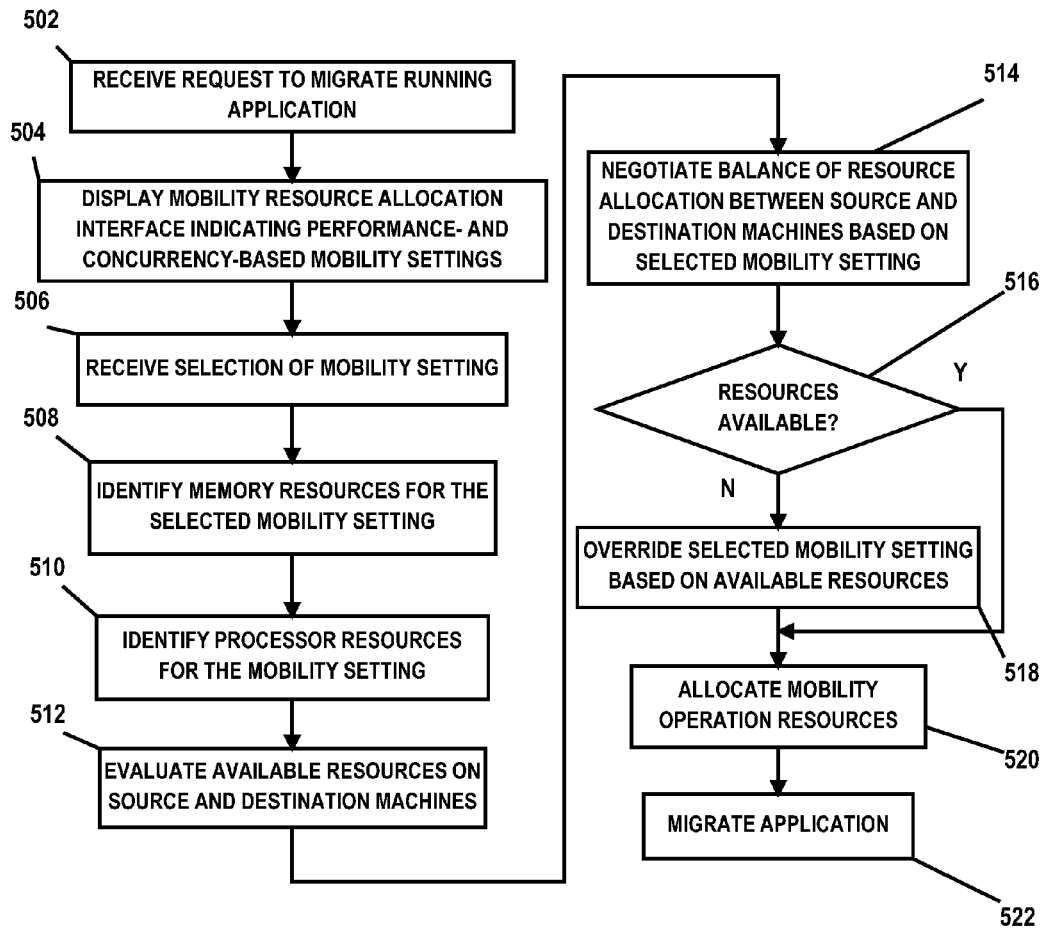 502
RECEIVE REQUEST TO MIGRATE RUNNING
APPLICATION
504
DISPLAY MOBILITY RESOURCE ALLOCATION
INTERFACE INDICATING PERFORMANCE- AND
CONCURRENCY-BASED MOBILITY SETTINGS
506
RECEIVE SELECTION OF MOBILITY SETTING
508
IDENTIFY MEMORY RESOURCES FOR THE
SELECTED MOBILITY SETTING
510
IDENTIFY PROCESSOR RESOURCES
FOR THE MOBILITY SETTING
512
EVALUATE AVAILABLE RESOURCES ON
SOURCE AND DESTINATION MACHINES
514
NEGOTIATE BALANCE OF RESOURCE
ALLOCATION BETWEEN SOURCE AND
DESTINATION MACHINES BASED ON
SELECTED MOBILITY SETTING
516
RESOURCES
AVAILABLE?
Y
N
OVERRIDE SELECTED MOBILITY SETTING
BASED ON AVAILABLE RESOURCES
518
ALLOCATE MOBILITY
OPERATION RESOURCES
520
MIGRATE APPLICATION
522